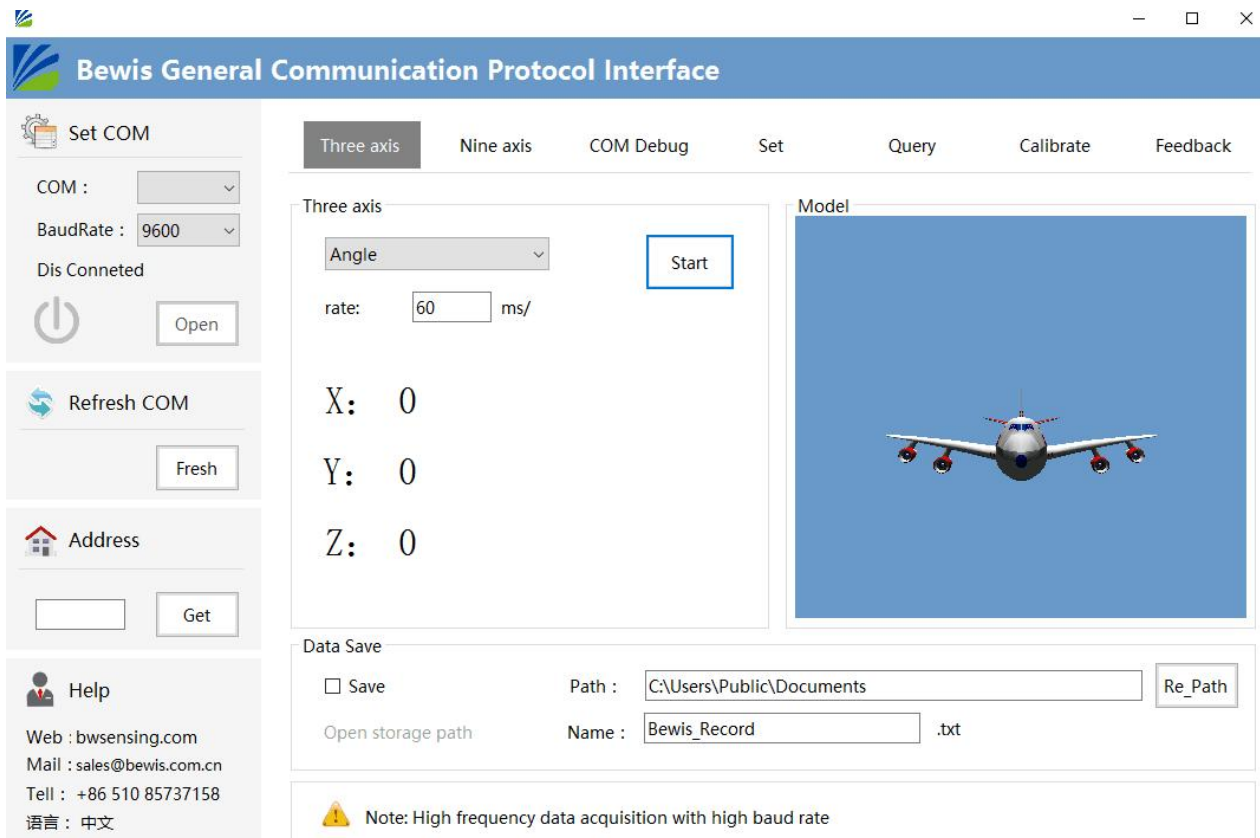 Bewis General Communication Protocol Interface
Set COM
COM :
BaudRate : 9600
Dis Conneted
Open
Refresh COM
Fresh
Address
Get
Help
Web : bwsensing.com
Mail : sales@bewis.com.cn
Tell : +86 510 85737158
语言 : 中文
Three axis Nine axis COM Debug Set Query Calibrate Feedback
Three axis
Angle
Start
rate: 60 ms/
X: 0
Y: 0
Z: 0
Model
Data Save
Save
Path : C:\Users\Public\Documents Re_Path
Open storage path
Name : Bewis_Record .txt
Note: High frequency data acquisition with high baud rate